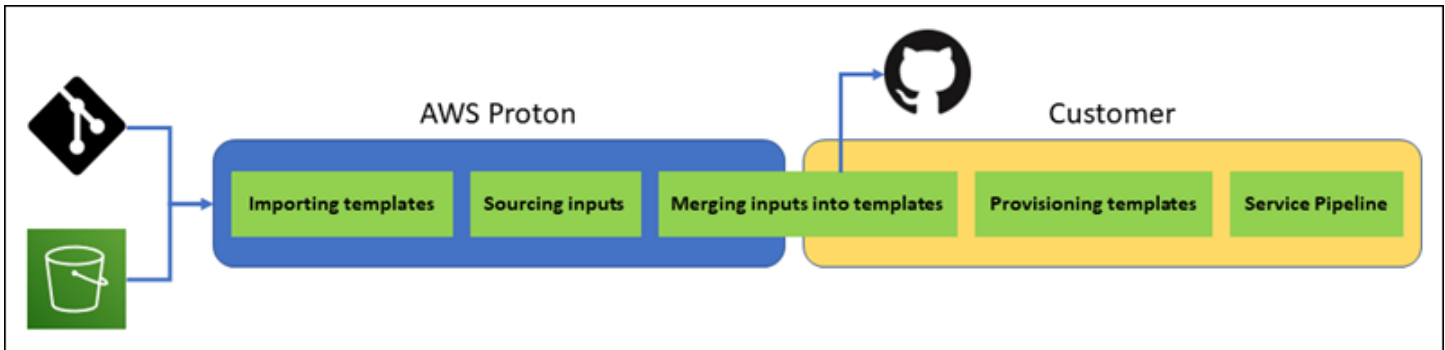 AWS Proton
Customer
Importing templates
Sourcing inputs
Merging inputs into templates
Provisioning templates
Service Pipeline